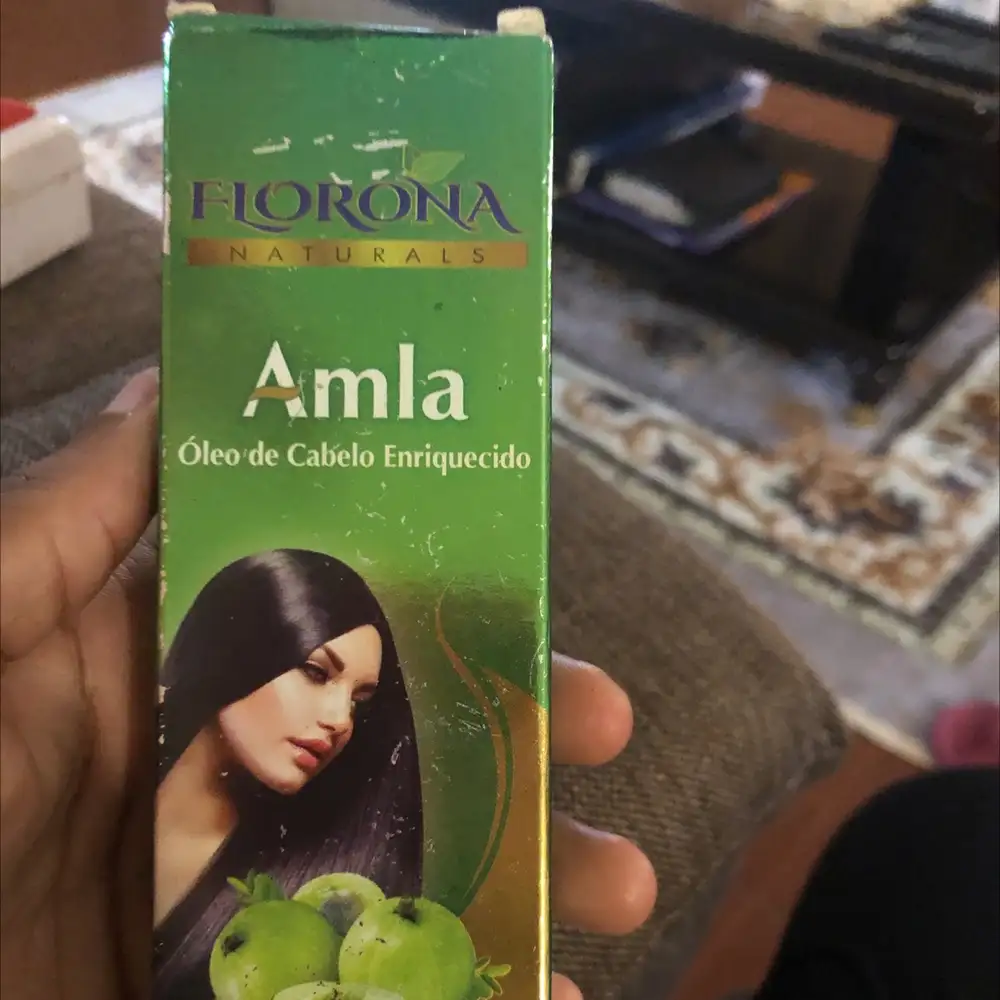 FLORONA
NATURALS
Amla
Óleo de Cabelo Enriquecido